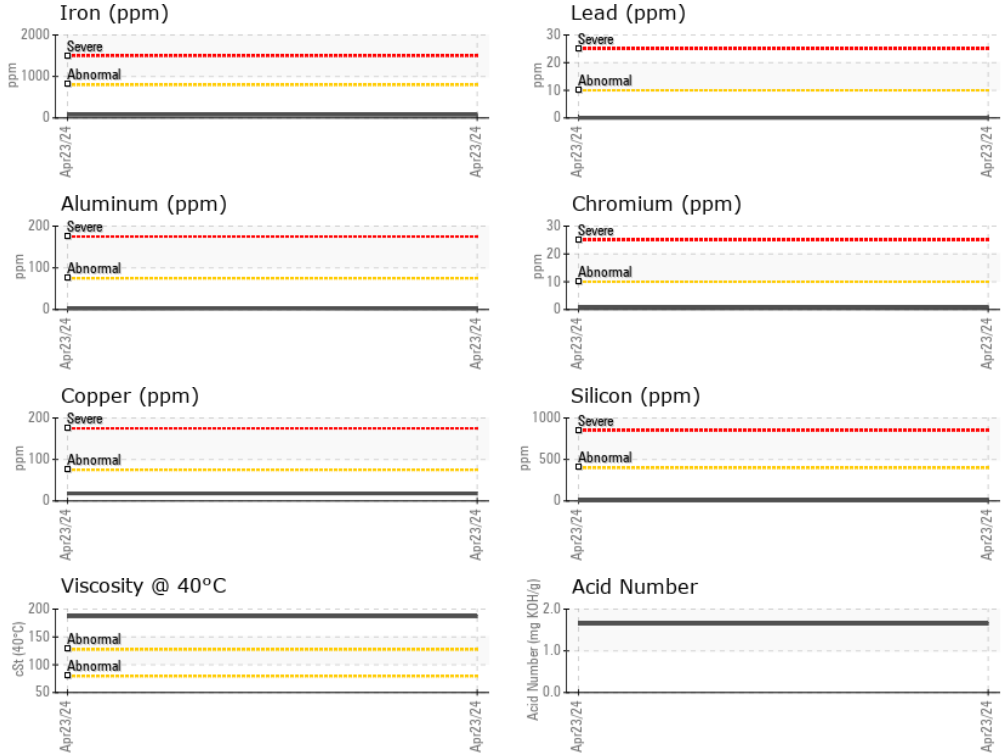 Iron (ppm)
2000
Severe
1000
Abnormal
0
ppm
Apr23/24
Apr23/24
Lead (ppm)
30
Severe
20
Abnormal
10
0
ppm
Apr23/24
Apr23/24
Aluminum (ppm)
200
Severe
100
Abnormal
0
ppm
Apr23/24
Apr23/24
Chromium (ppm)
30
Severe
20
Abnormal
10
0
ppm
Apr23/24
Apr23/24
Copper (ppm)
200
Severe
100
Abnormal
0
ppm
Apr23/24
Apr23/24
Silicon (ppm)
1000
Severe
500
Abnormal
0
ppm
Apr23/24
Apr23/24
Viscosity @ 40°C
200
150
Abnormal
100
Abnormal
50
cSt (40°C)
Apr23/24
Apr23/24
Acid Number
2.0
1.0
0.0
Acid Number (mg KOH/g)
Apr23/24
Apr23/24